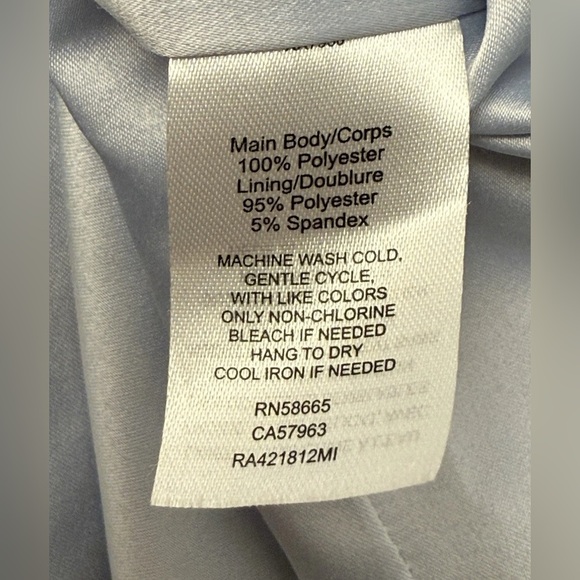 Main Body/Corps
100% Polyester
Lining/Doublure
95% Polyester
5% Spandex
MACHINE WASH COLD,
GENTLE CYCLE,
WITH LIKE COLORS
ONLY NON-CHLORINE
BLEACH IF NEEDED
HANG TO DRY
COOL IRON IF NEEDED
RN58665
CA57963
RA421812MI